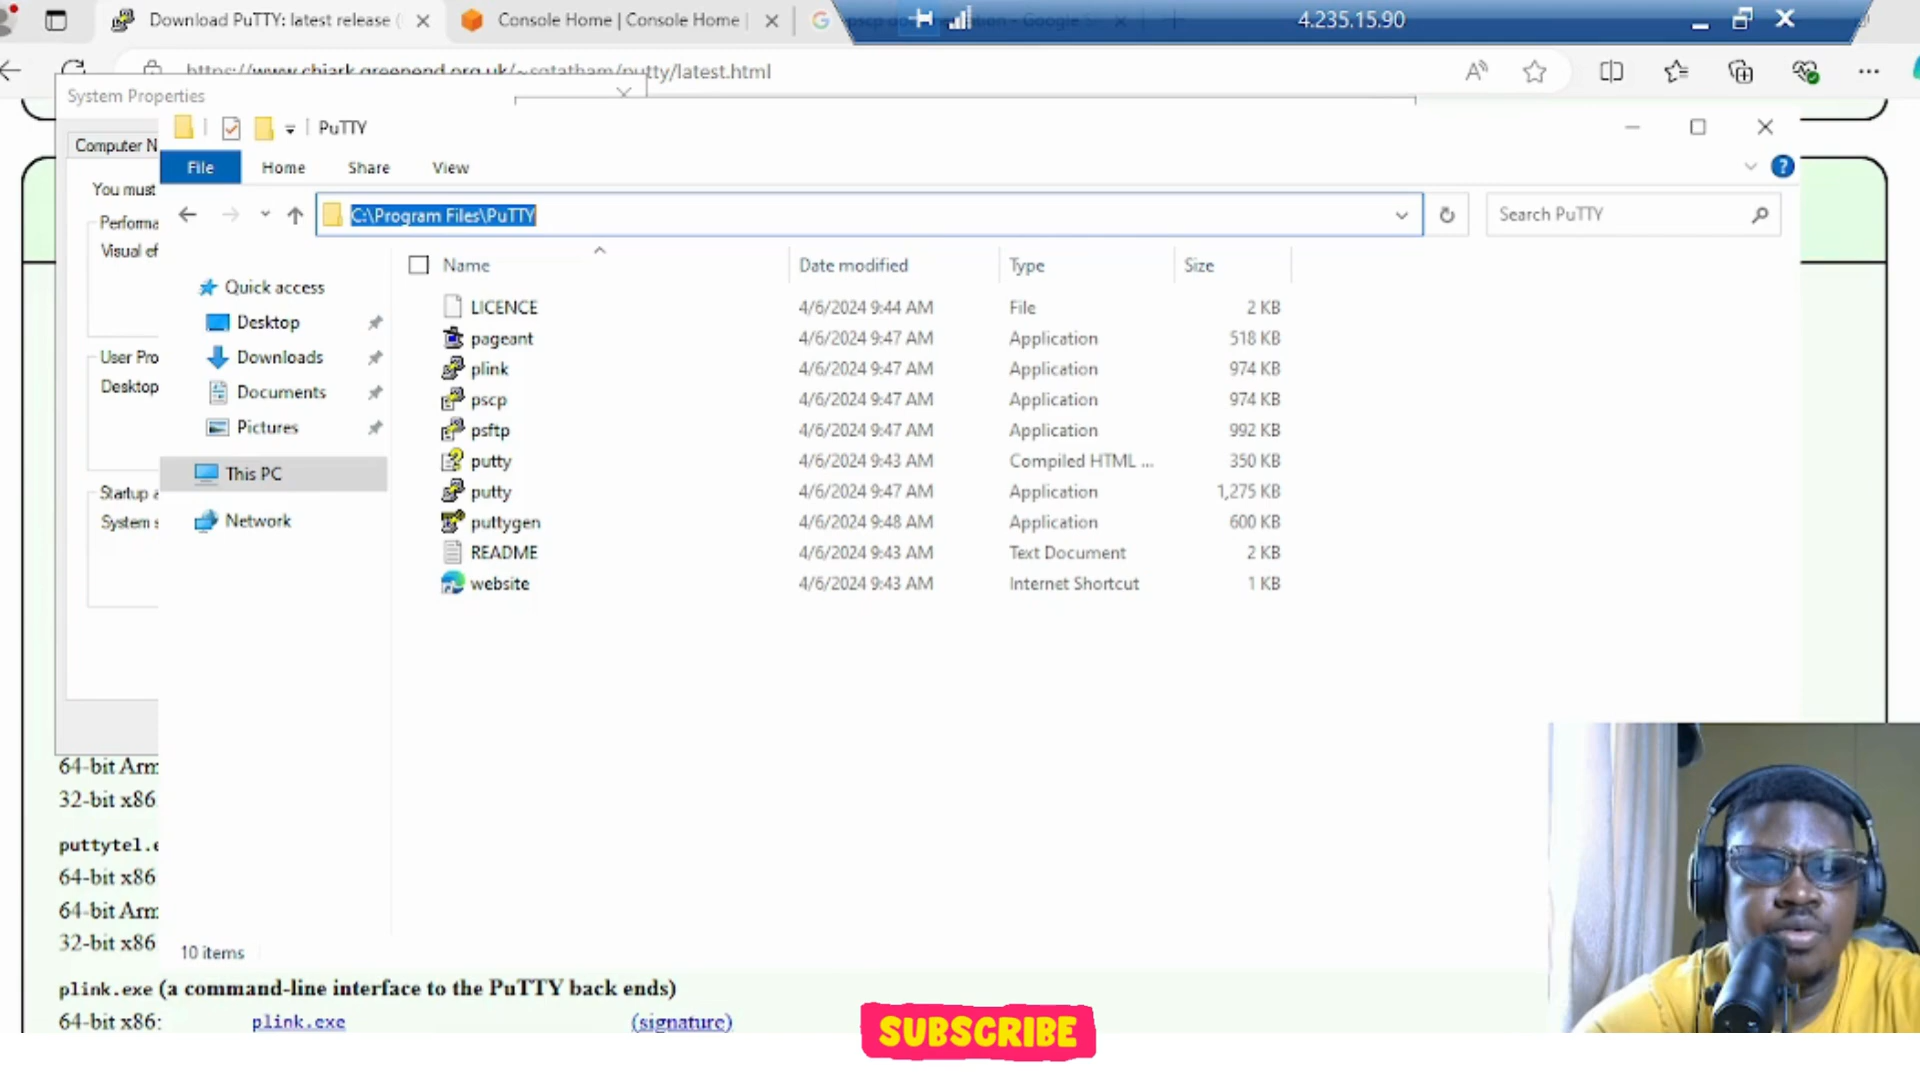 Download PuTTY: latest release (
Console Home | Console Home |
4.235.15.90
https://www.chiark.greenend.org.uk/~sgtatham/putty/latest.html
System Properties
PuTTY
Computer N
File Home Share View
You must
C:\Program Files\PuTTY
Search PuTTY
Performa
Visual ef
Name Date modified Type Size
Quick access
Desktop
Downloads
Documents
Pictures
This PC
Network
LICENCE 4/6/2024 9:44 AM File 2 KB
pageant 4/6/2024 9:47 AM Application 518 KB
plink 4/6/2024 9:47 AM Application 974 KB
pscp 4/6/2024 9:47 AM Application 974 KB
psftp 4/6/2024 9:47 AM Application 992 KB
putty 4/6/2024 9:43 AM Compiled HTML ... 350 KB
putty 4/6/2024 9:47 AM Application 1,275 KB
puttygen 4/6/2024 9:48 AM Application 600 KB
README 4/6/2024 9:43 AM Text Document 2 KB
website 4/6/2024 9:43 AM Internet Shortcut 1 KB
User Pro
Desktop
Startup a
System s
64-bit Arm
32-bit x86
puttytel.e
64-bit x86
64-bit Arm
32-bit x86
10 items
plink.exe (a command-line interface to the PuTTY back ends)
64-bit x86: plink.exe (signature)
SUBSCRIBE